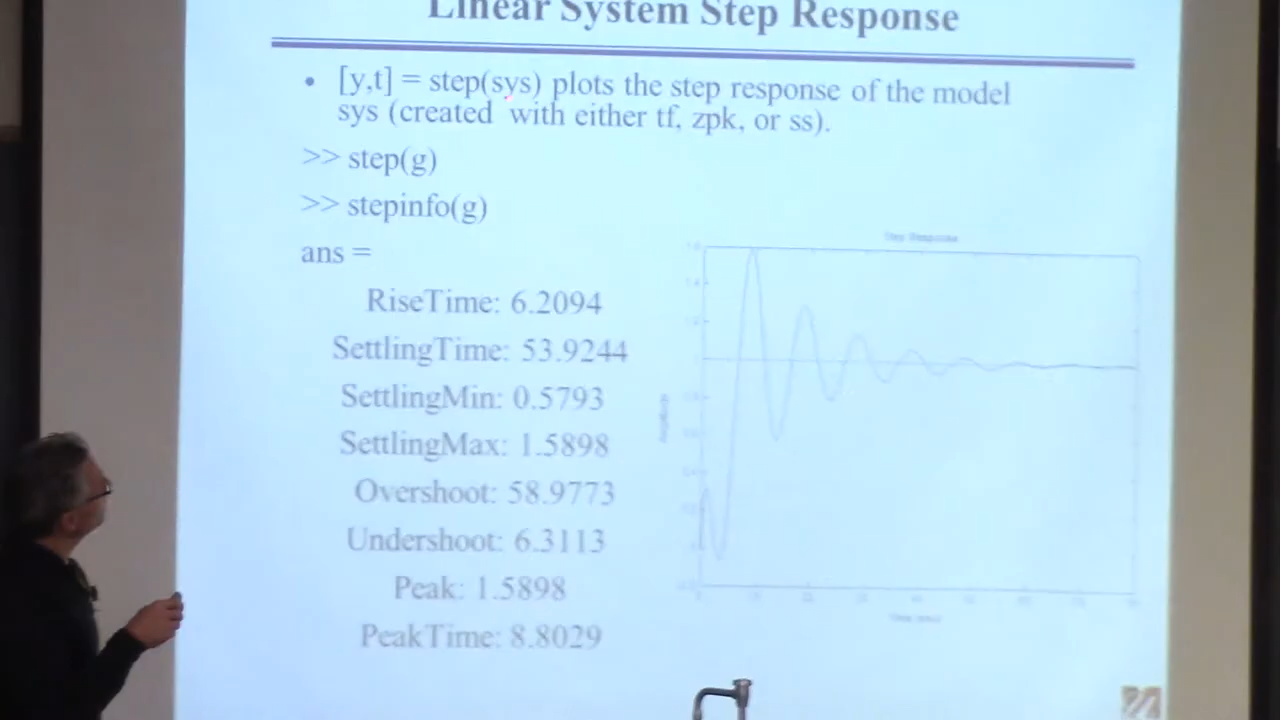 Linear System Step Response
• [y,t] = step(sys) plots the step response of the model
sys (created with either tf, zpk, or ss).
>> step(g)
>> stepinfo(g)
ans =
RiseTime: 6.2094
SettlingTime: 53.9244
SettlingMin: 0.5793
SettlingMax: 1.5898
Overshoot: 58.9773
Undershoot: 6.3113
Peak: 1.5898
PeakTime: 8.8029
Step Response